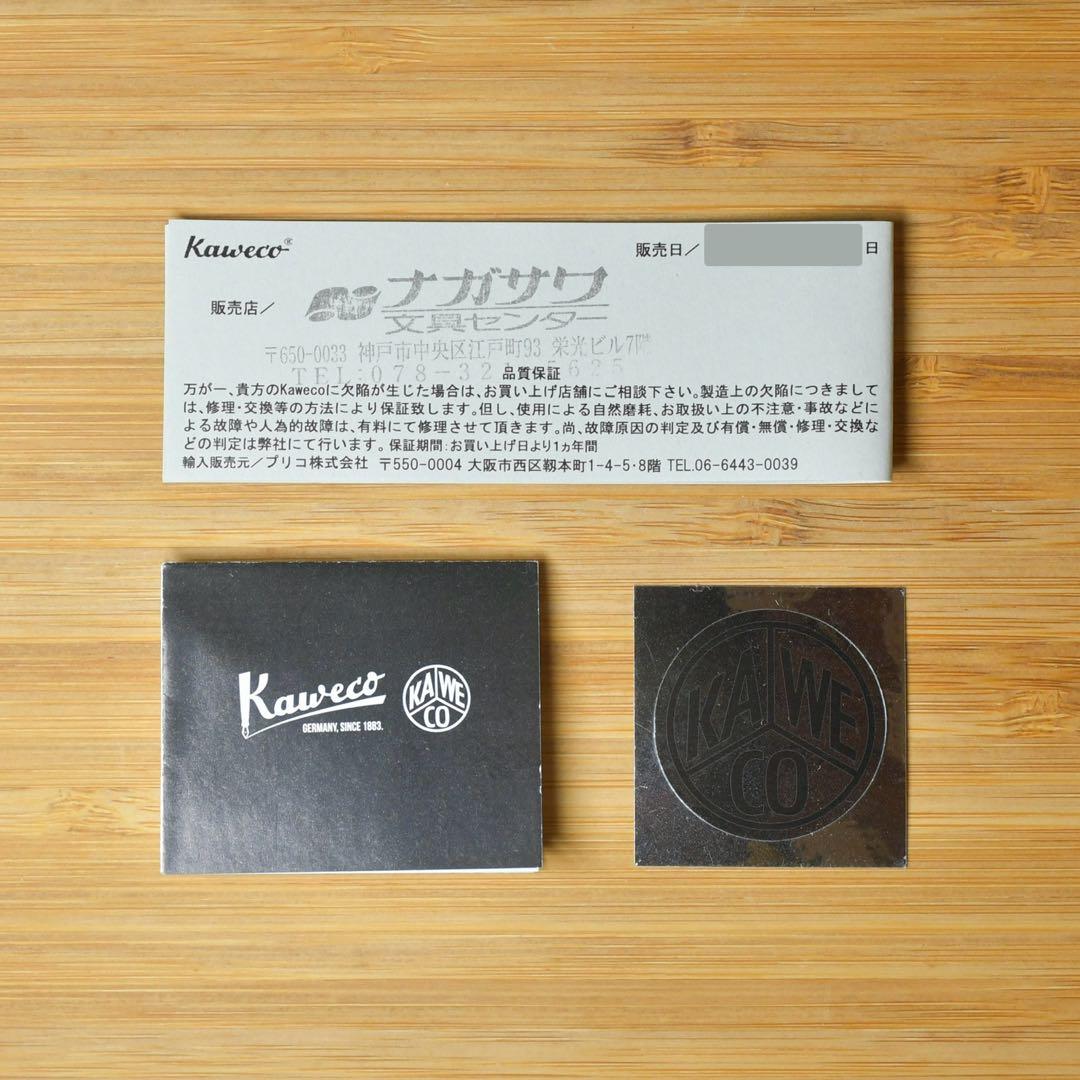 Kaweco®
販売日／ 日
販売店／
ナガサワ
文具センター
〒650-0033 神戸市中央区江戸町93 栄光ビル7階
TEL:078-321-
品質保証
万が一、貴方のKawecoに欠陥が生じた場合は、お買い上げ店舗にご相談下さい。製造上の欠陥につきまして
は、修理・交換等の方法により保証致します。但し、使用による自然磨耗、お取扱い上の不注意・事故などに
よる故障や人為的故障は、有料にて修理させて頂きます。尚、故障原因の判定及び有償・無償・修理・交換な
どの判定は弊社にて行います。保証期間:お買い上げ日より1ヵ年間
輸入販売元／プリコ株式会社 〒550-0004 大阪市西区靱本町1-4-5・8階 TEL.06-6443-0039
Kaweco
GERMANY, SINCE 1883.
KA WE
CO
KA WE
CO